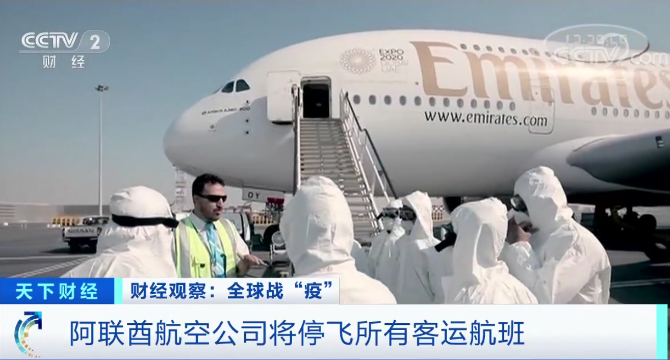 CCTV 2
财 经
EXPO
2020
DUBAI
UAE
Emirates
www.emirates.com
CCTV.com
天下财经
财经观察：全球战“疫”
阿联酋航空公司将停飞所有客运航班